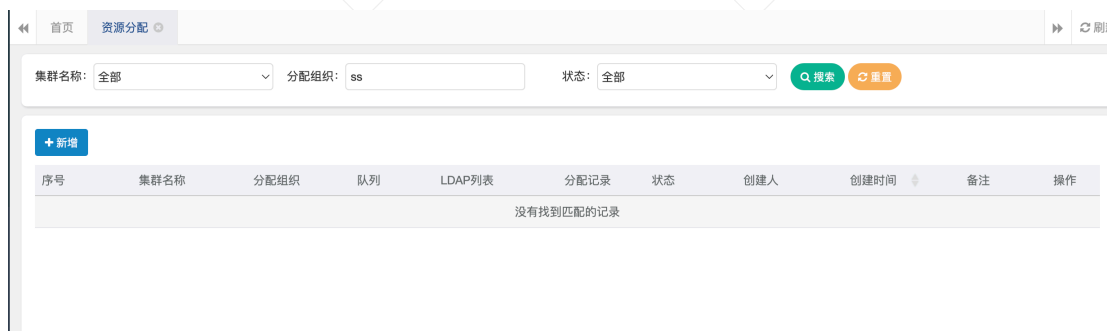 首页 资源分配 刷
集群名称: 全部 分配组织: ss 状态: 全部 搜索 重置
+新增
序号 集群名称 分配组织 队列 LDAP列表 分配记录 状态 创建人 创建时间 备注 操作
没有找到匹配的记录